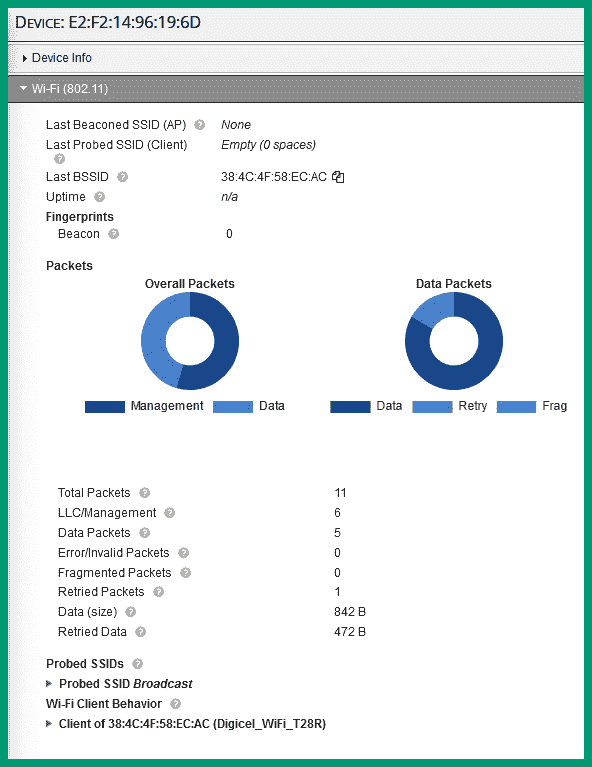 DEVICE: E2:F2:14:96:19:6D
Device Info
Wi-Fi (802.11)
Last Beaconed SSID (AP) ? None
Last Probed SSID (Client) Empty (0 spaces)
?
Last BSSID ? 38:4C:4F:58:EC:AC
Uptime ? n/a
Fingerprints
Beacon ? 0
Packets
Overall Packets Data Packets
Management Data Data Retry Frag
Total Packets ? 11
LLC/Management ? 6
Data Packets ? 5
Error/Invalid Packets ? 0
Fragmented Packets ? 0
Retried Packets ? 1
Data (size) ? 842 B
Retried Data ? 472 B
Probed SSIDs ?
Probed SSID Broadcast
Wi-Fi Client Behavior ?
Client of 38:4C:4F:58:EC:AC (Digicel_WiFi_T28R)